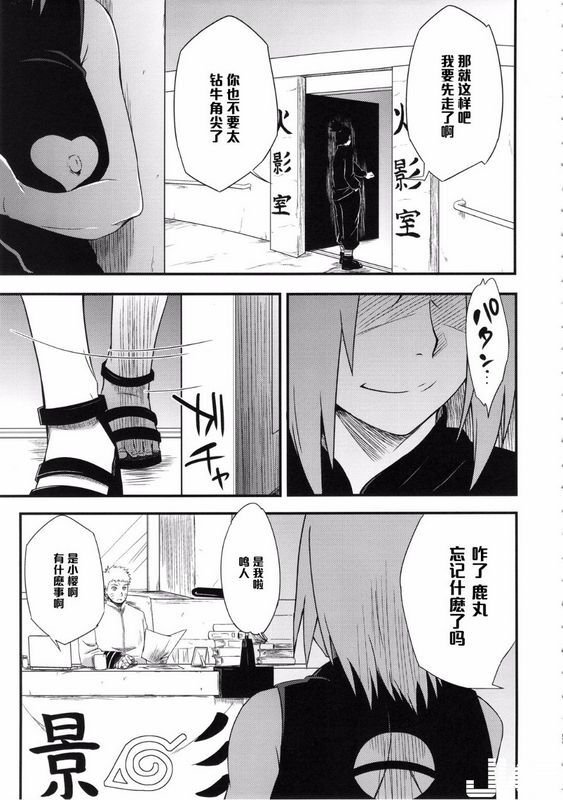 那就这样吧
我要先走了啊
你也不要太
钻牛角尖了
火影室
火影室
パタン…
ガチャ
咋了 鹿丸
忘记什麽了吗
是我啦
鸣人
是小樱啊
有什麽事啊
影